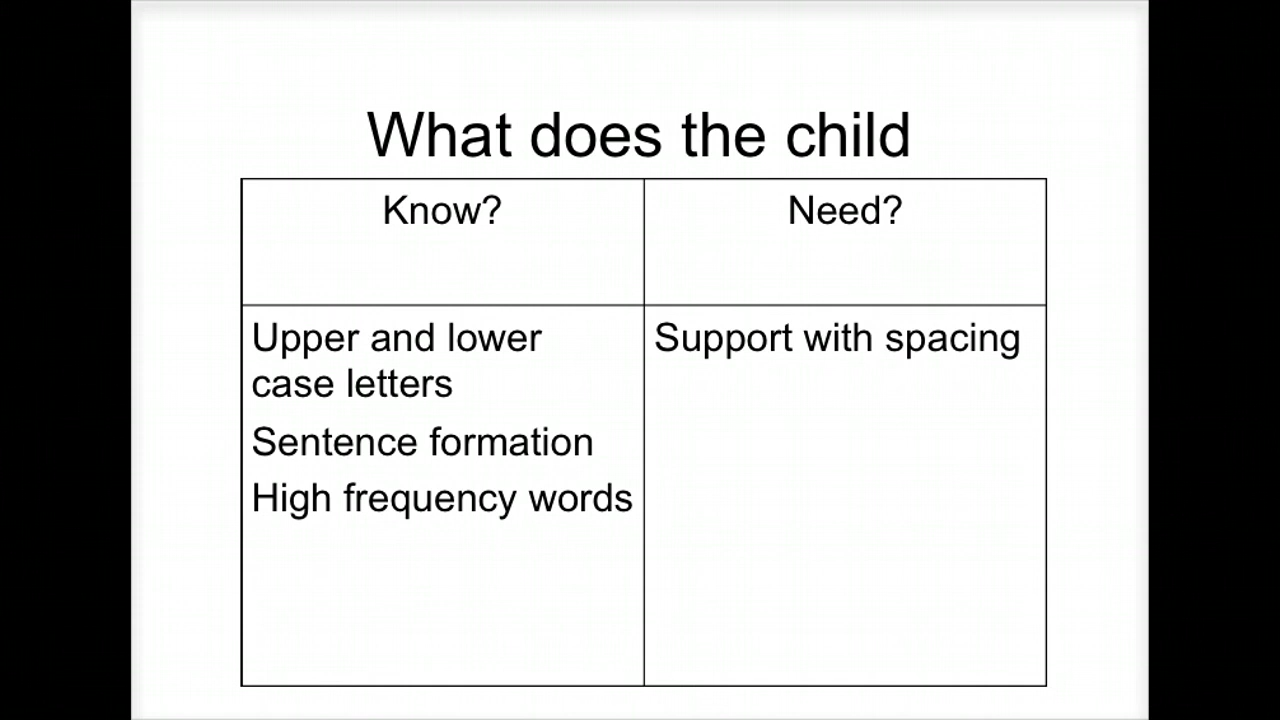 What does the child
Know?
Need?
Upper and lower
case letters
Sentence formation
High frequency words
Support with spacing